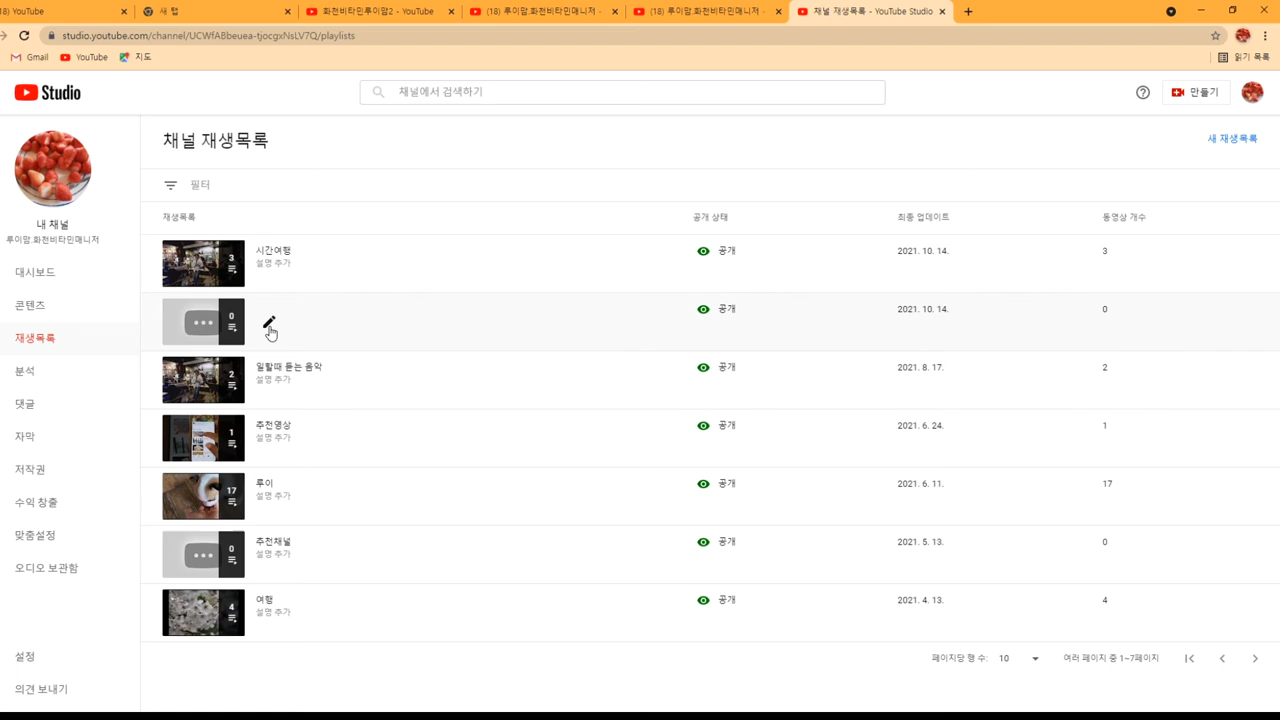 18) YouTube
새 탭
화전비타민루이맘2 - YouTube
(18) 루이맘.화전비타민매니저 -
(18) 루이맘.화전비타민매니저 -
채널 재생목록 - YouTube Studio
studio.youtube.com/channel/UCWfABbeuea-tjocgxNsLV7Q/playlists
Gmail
YouTube
지도
읽기 목록
Studio
채널에서 검색하기
만들기
내 채널
루이맘.화전비타민매니저
대시보드
콘텐츠
재생목록
분석
댓글
자막
저작권
수익 창출
맞춤설정
오디오 보관함
설정
의견 보내기
채널 재생목록
새 재생목록
필터
재생목록 공개 상태 최종 업데이트 동영상 개수
3 시간여행 공개 2021. 10. 14. 3
설명 추가
0 공개 2021. 10. 14. 0
2 일할때 듣는 음악 공개 2021. 8. 17. 2
설명 추가
1 추천영상 공개 2021. 6. 24. 1
설명 추가
17 루이 공개 2021. 6. 11. 17
설명 추가
0 추천채널 공개 2021. 5. 13. 0
설명 추가
4 여행 공개 2021. 4. 13. 4
설명 추가
페이지당 행 수: 10 여러 페이지 중 1~7페이지